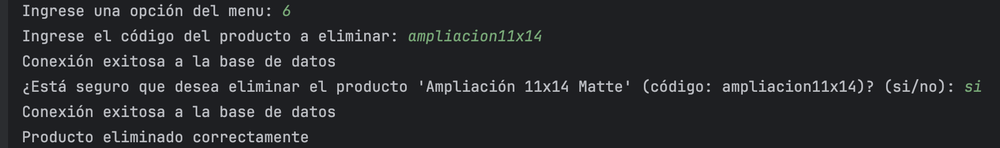 Ingrese una opción del menu: 6
Ingrese el código del producto a eliminar: ampliacion11x14
Conexión exitosa a la base de datos
¿Está seguro que desea eliminar el producto 'Ampliación 11x14 Matte' (código: ampliacion11x14)? (si/no): si
Conexión exitosa a la base de datos
Producto eliminado correctamente